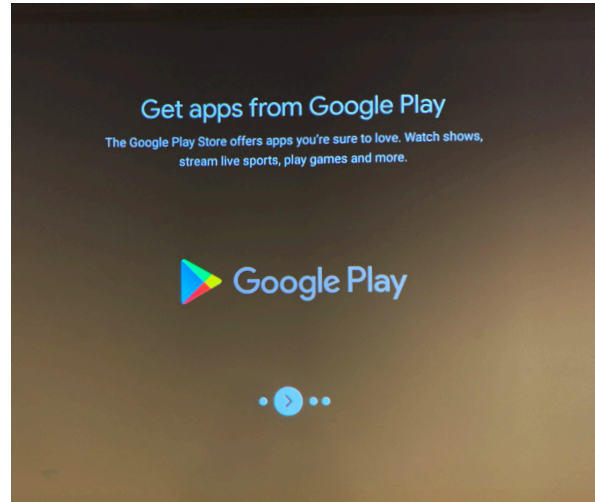 Get apps from Google Play
The Google Play Store offers apps you're sure to love. Watch shows,
stream live sports, play games and more.
Google Play